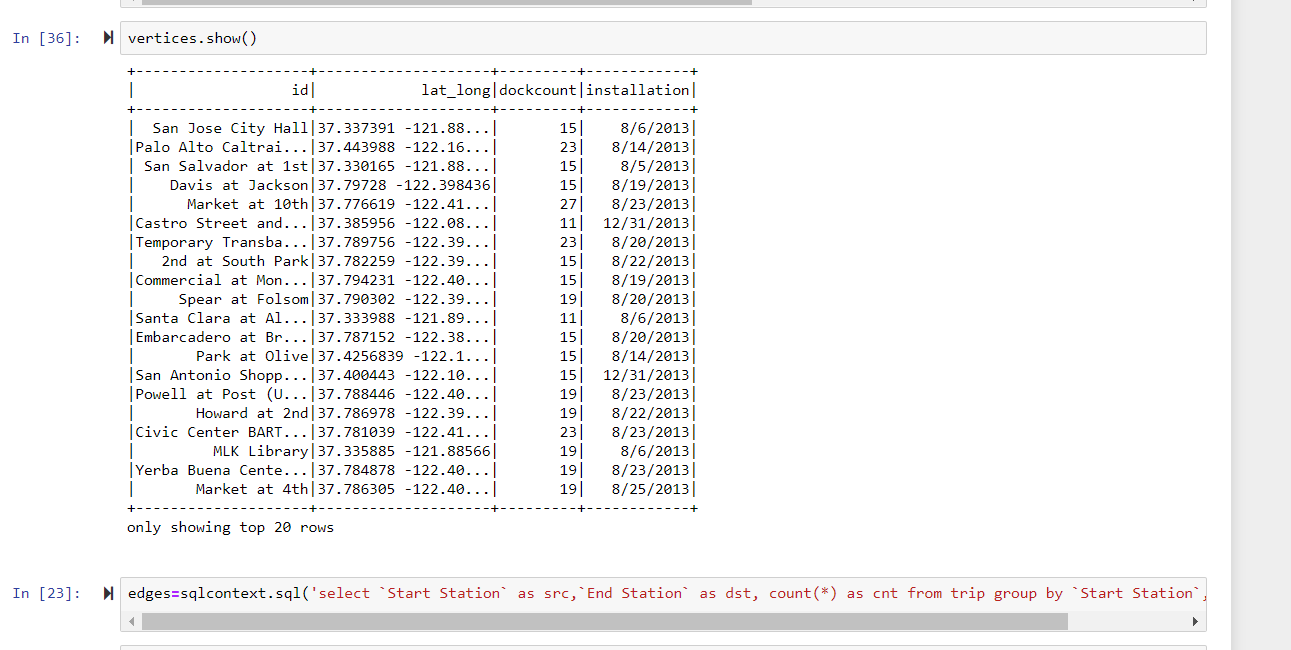 In [36]: vertices.show()
+--------------------+--------------------+---------+------------+
|                  id|            lat_long|dockcount|installation|
+--------------------+--------------------+---------+------------+
|  San Jose City Hall|37.337391 -121.88...|       15|    8/6/2013|
|Palo Alto Caltrai...|37.443988 -122.16...|       23|   8/14/2013|
| San Salvador at 1st|37.330165 -121.88...|       15|    8/5/2013|
|    Davis at Jackson|37.79728 -122.398436|       15|   8/19/2013|
|      Market at 10th|37.776619 -122.41...|       27|   8/23/2013|
|Castro Street and...|37.385956 -122.08...|       11|  12/31/2013|
|Temporary Transba...|37.789756 -122.39...|       23|   8/20/2013|
|   2nd at South Park|37.782259 -122.39...|       15|   8/22/2013|
|Commercial at Mon...|37.794231 -122.40...|       15|   8/19/2013|
|     Spear at Folsom|37.790302 -122.39...|       19|   8/20/2013|
|Santa Clara at Al...|37.333988 -121.89...|       11|    8/6/2013|
|Embarcadero at Br...|37.787152 -122.38...|       15|   8/20/2013|
|       Park at Olive|37.4256839 -122.1...|       15|   8/14/2013|
|San Antonio Shopp...|37.400443 -122.10...|       15|  12/31/2013|
|Powell at Post (U...|37.788446 -122.40...|       19|   8/23/2013|
|       Howard at 2nd|37.786978 -122.39...|       19|   8/22/2013|
|Civic Center BART...|37.781039 -122.41...|       23|   8/23/2013|
|         MLK Library|37.335885 -121.88566|       19|    8/6/2013|
|Yerba Buena Cente...|37.784878 -122.40...|       19|   8/23/2013|
|       Market at 4th|37.786305 -122.40...|       19|   8/25/2013|
+--------------------+--------------------+---------+------------+
only showing top 20 rows
In [23]: edges=sqlcontext.sql('select `Start Station` as src,`End Station` as dst, count(*) as cnt from trip group by `Start Station`,